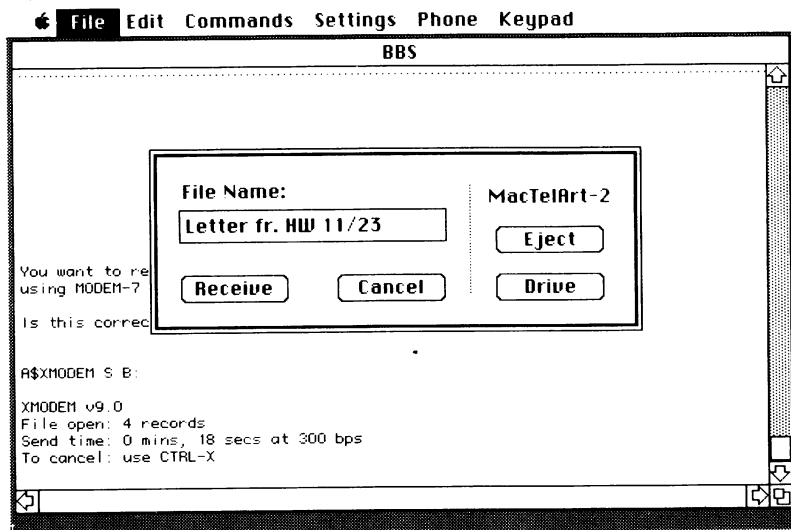 File Edit Commands Settings Phone Keypad
BBS
File Name:
Letter fr. HW 11/23
Receive Cancel
MacTelArt-2
Eject
Drive
You want to re
using MODEM-7
Is this correc
A$XMODEM S B:
XMODEM v9.0
File open: 4 records
Send time: 0 mins, 18 secs at 300 bps
To cancel: use CTRL-X